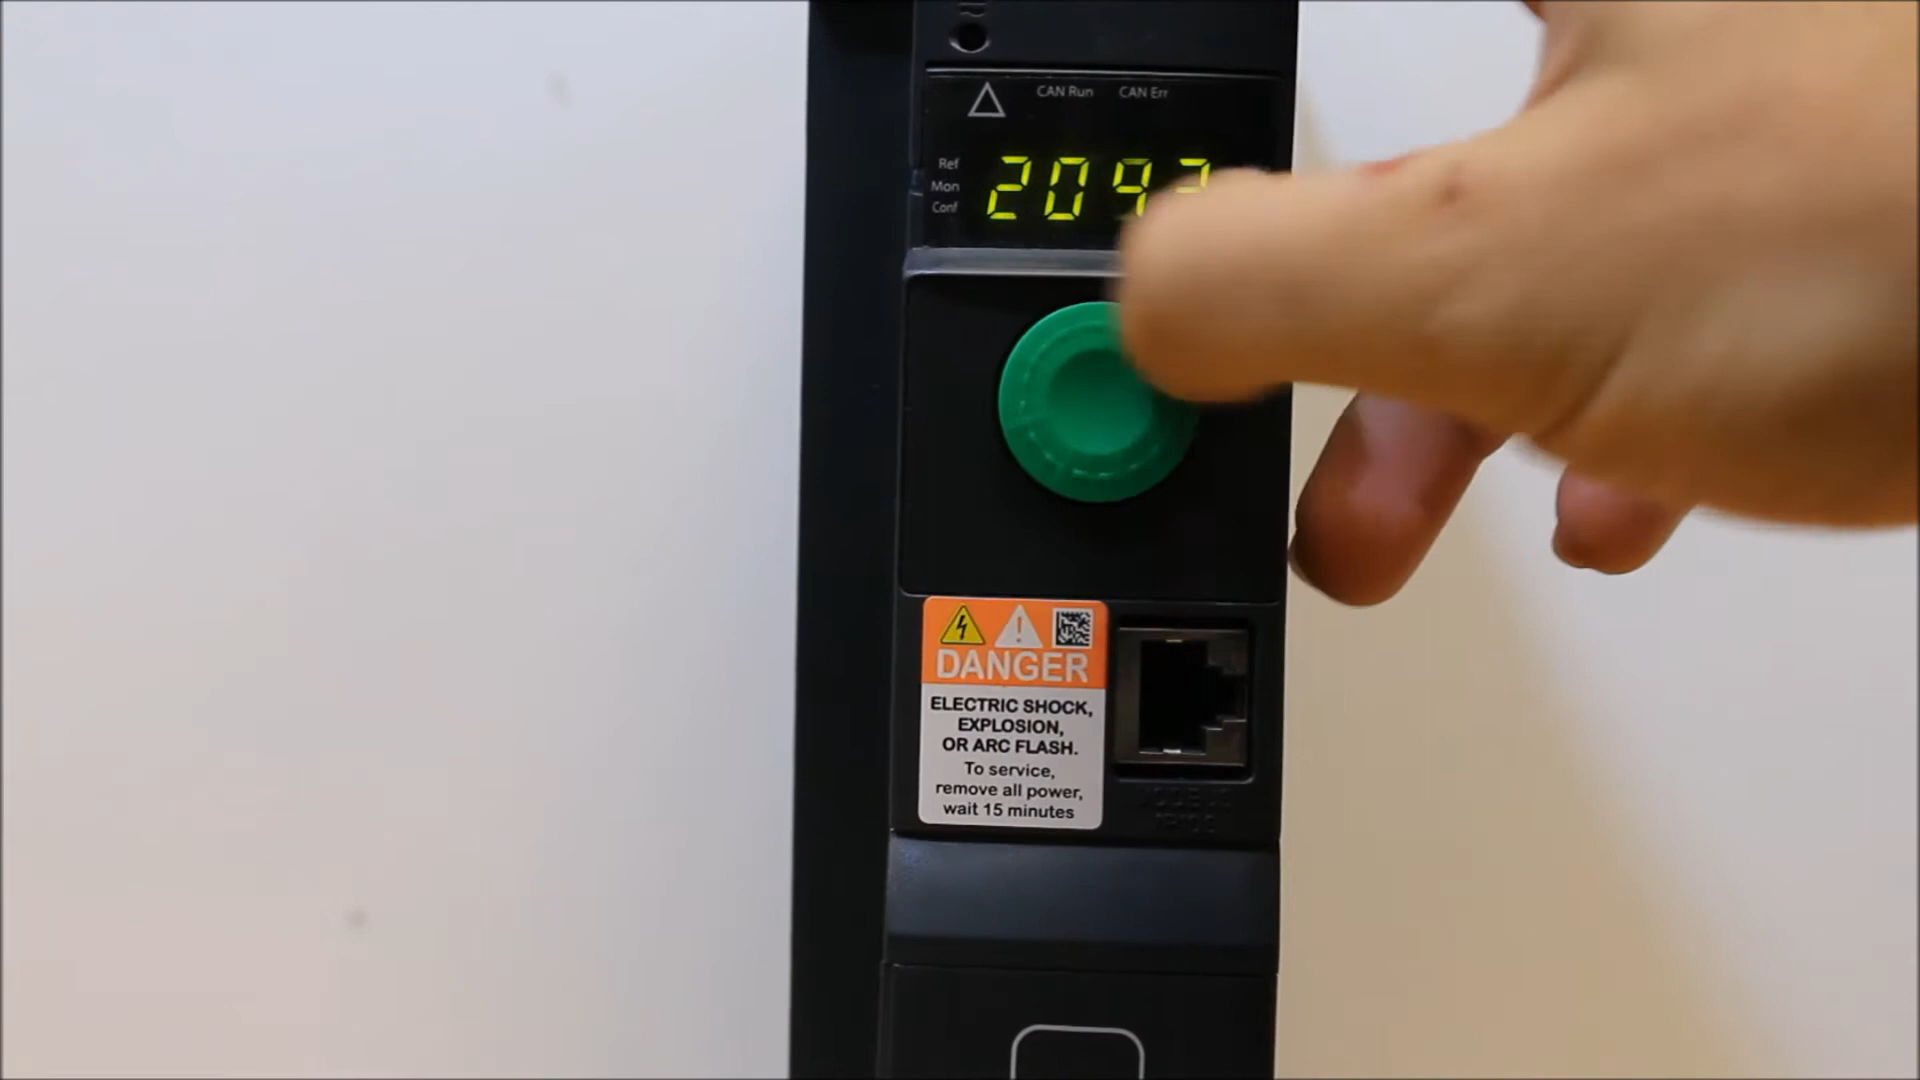 CAN Run CAN Err
Ref
Mon
Conf
DANGER
ELECTRIC SHOCK,
EXPLOSION,
OR ARC FLASH.
To service,
remove all power,
wait 15 minutes